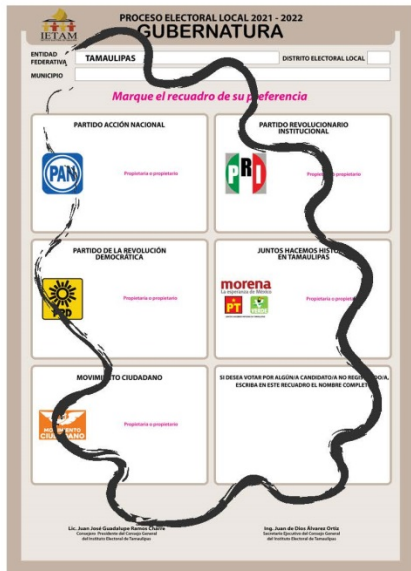 PROCESO ELECTORAL LOCAL 2021 - 2022
GUBERNATURA
IETAM
ENTIDAD FEDERATIVA
TAMAULIPAS
DISTRITO ELECTORAL LOCAL
MUNICIPIO
Marque el recuadro de su preferencia
PARTIDO ACCIÓN NACIONAL
PAN
Propietaria o propietario
PARTIDO REVOLUCIONARIO
INSTITUCIONAL
PRI
Propietaria o propietario
PARTIDO DE LA REVOLUCIÓN
DEMOCRÁTICA
PRD
Propietaria o propietario
JUNTOS HACEMOS HISTORIA
EN TAMAULIPAS
morena
La esperanza de México
PT
VERDE
Propietaria o propietario
MOVIMIENTO CIUDADANO
MOVIMIENTO
CIUDADANO
Propietaria o propietario
SI DESEA VOTAR POR ALGÚN/A CANDIDATO/A NO REGISTRADO/A,
ESCRIBA EN ESTE RECUADRO EL NOMBRE COMPLETO
Lic. Juan José Guadalupe Ramos Charre
Consejero Presidente del Consejo General
del Instituto Electoral de Tamaulipas
Ing. Juan de Dios Álvarez Ortiz
Secretario Ejecutivo del Consejo General
del Instituto Electoral de Tamaulipas